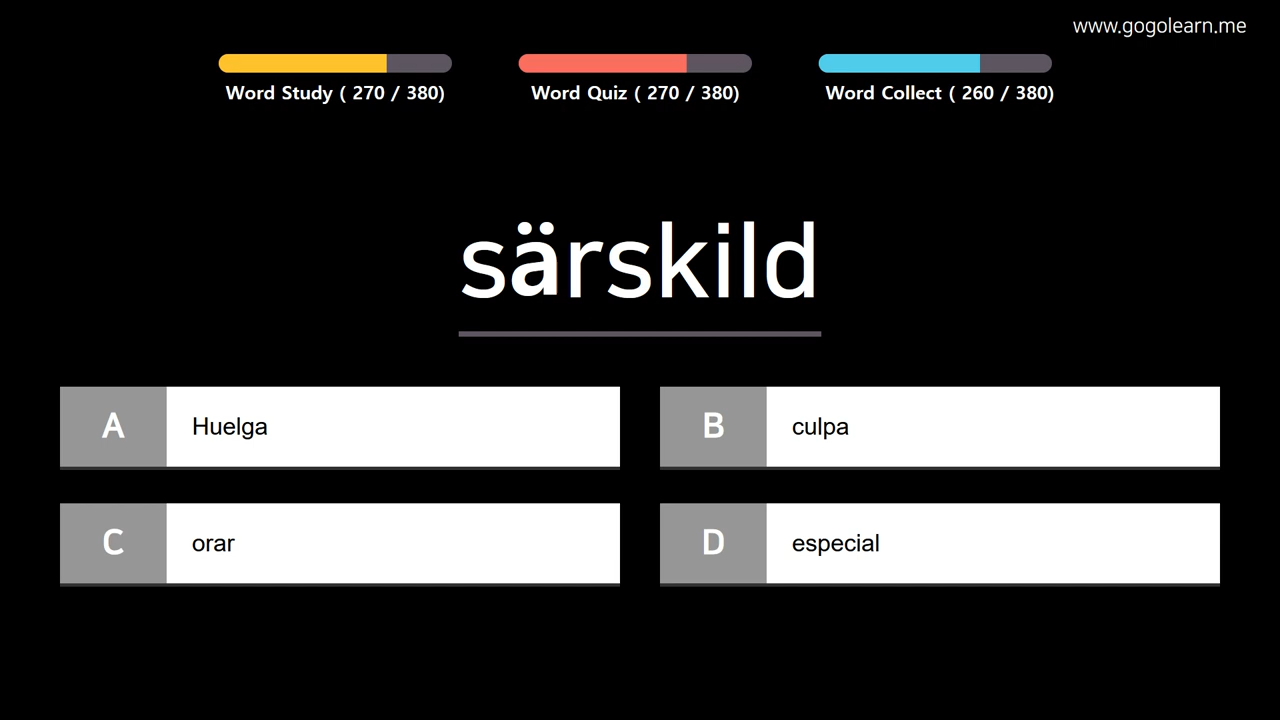 www.gogolearn.me
Word Study ( 270 / 380)
Word Quiz ( 270 / 380)
Word Collect ( 260 / 380)
särskild
A
Huelga
B
culpa
C
orar
D
especial